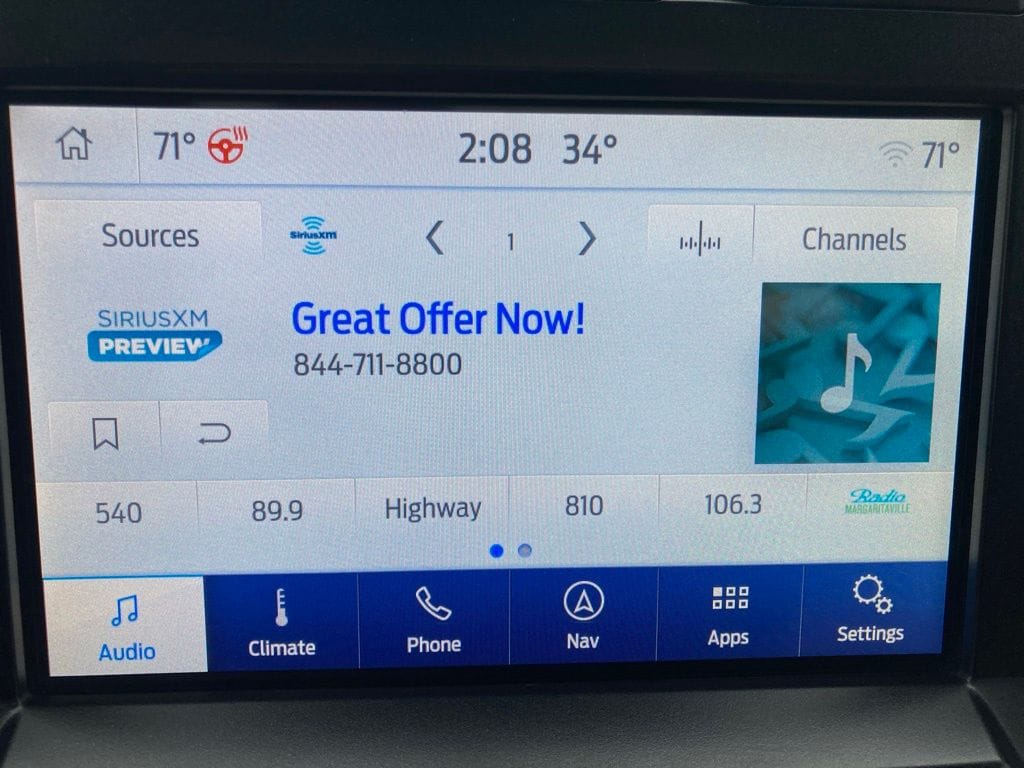 71°
2:08 34°
71°
Sources
SiriusXM
1
Channels
SIRIUSXM
PREVIEW
Great Offer Now!
844-711-8800
540
89.9
Highway
810
106.3
Radio
MARGARITAVILLE
Audio
Climate
Phone
Nav
Apps
Settings